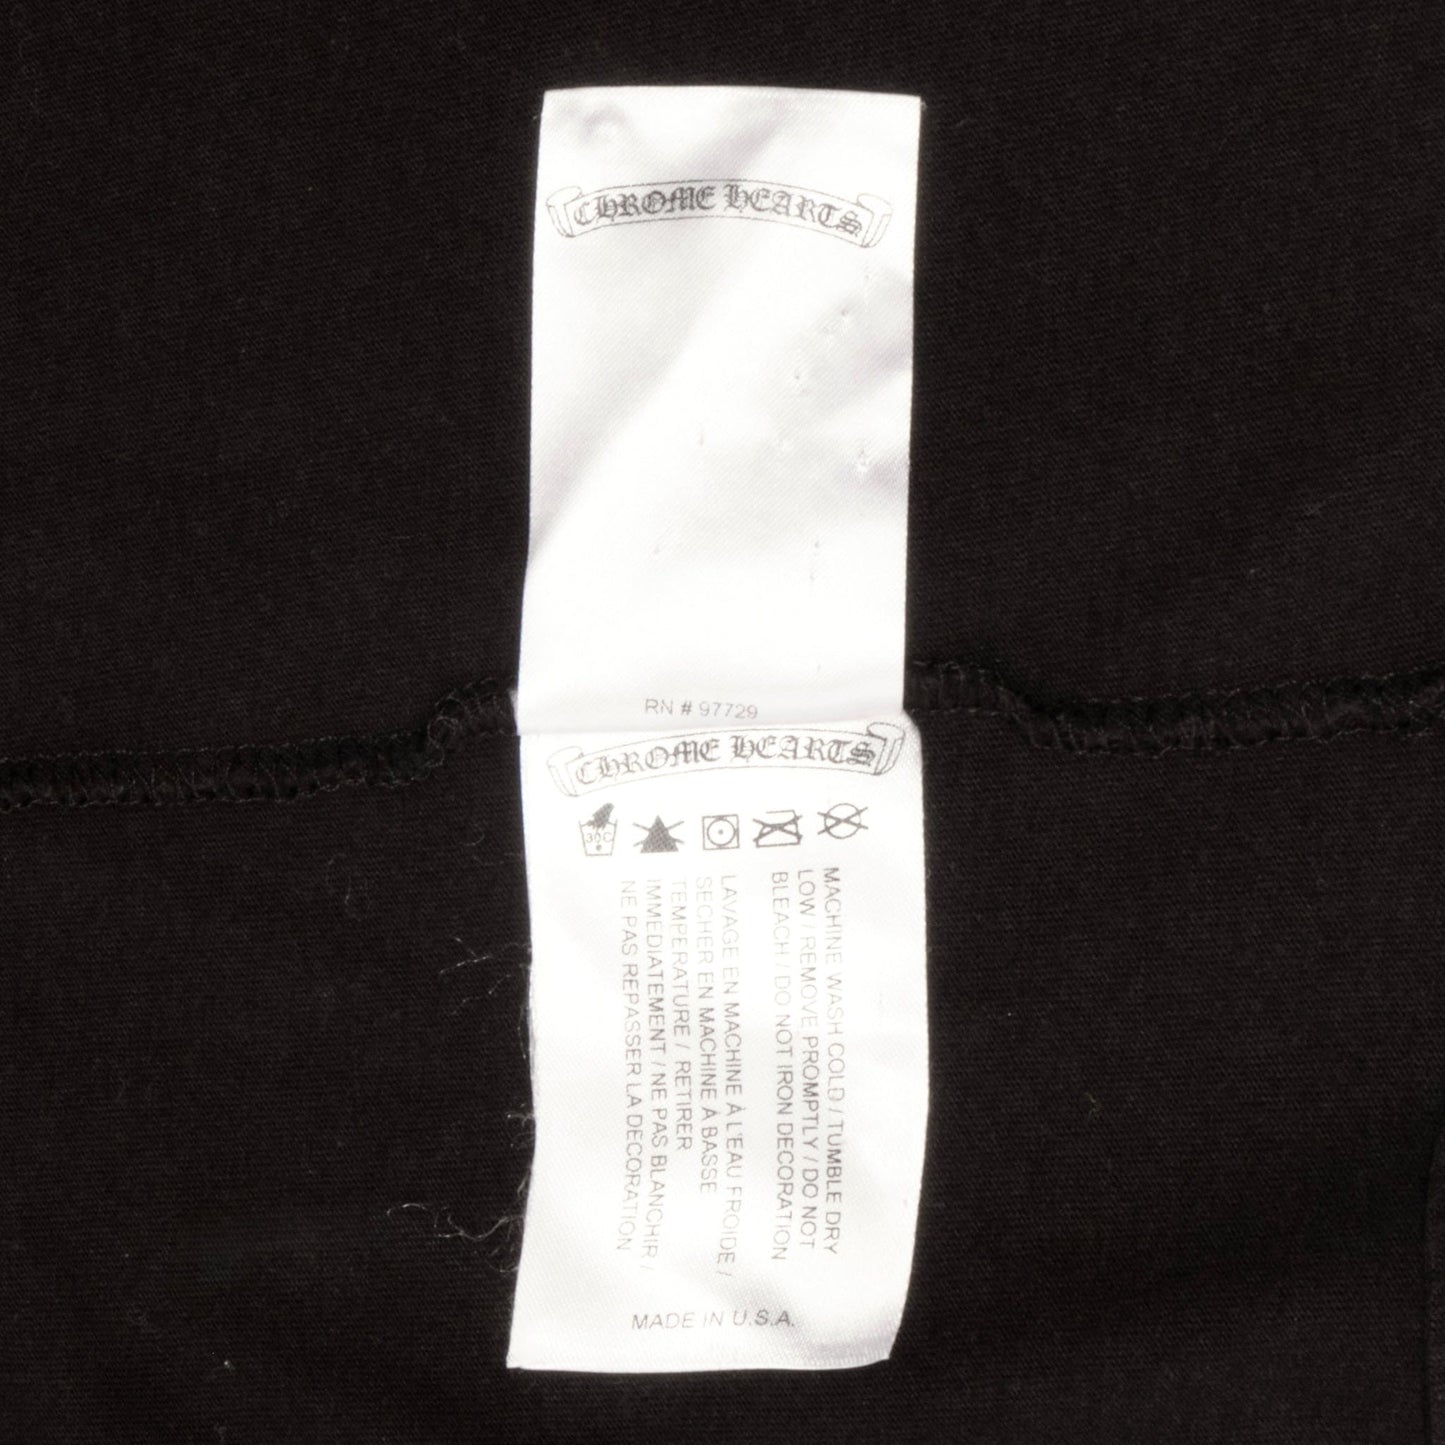 CHROME HEARTS
RN # 97729
CHROME HEARTS
30C
MACHINE WASH COLD / TUMBLE DRY
LOW / REMOVE PROMPTLY / DO NOT
BLEACH / DO NOT IRON DECORATION
LAVAGE EN MACHINE À L'EAU FROIDE /
SECHER EN MACHINE À BASSE
TEMPERATURE / RETIRER
IMMEDIATEMENT / NE PAS BLANCHIR /
NE PAS REPASSER LA DECORATION
MADE IN U.S.A.